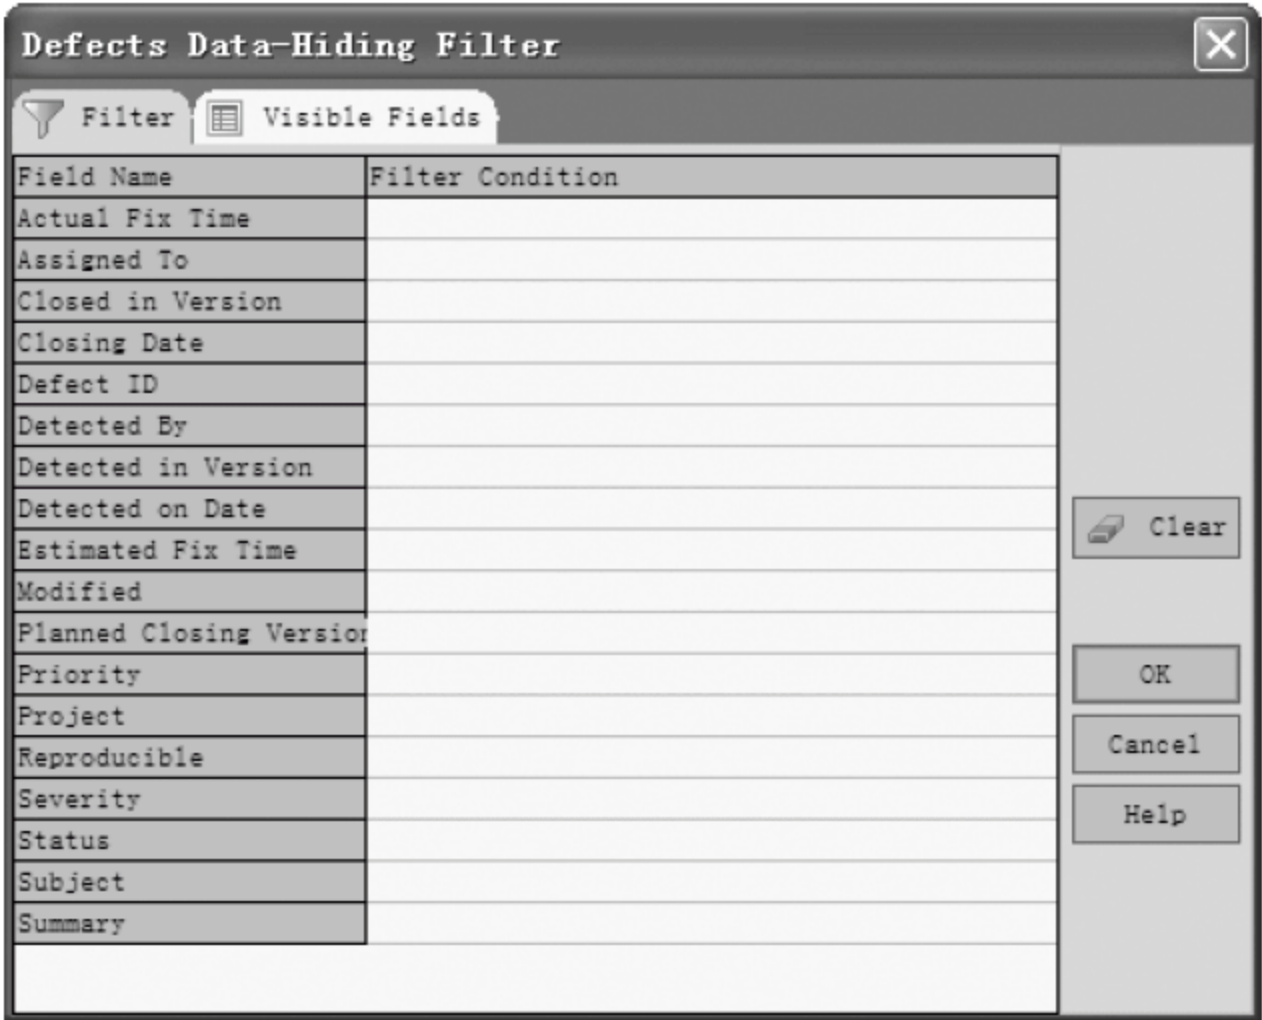 Defects Data-Hiding Filter
Filter Visible Fields
Field Name Filter Condition
Actual Fix Time
Assigned To
Closed in Version
Closing Date
Defect ID
Detected By
Detected in Version
Detected on Date
Estimated Fix Time
Clear
Modified
Planned Closing Version
Priority
OK
Project
Reproducible
Cancel
Severity
Help
Status
Subject
Summary